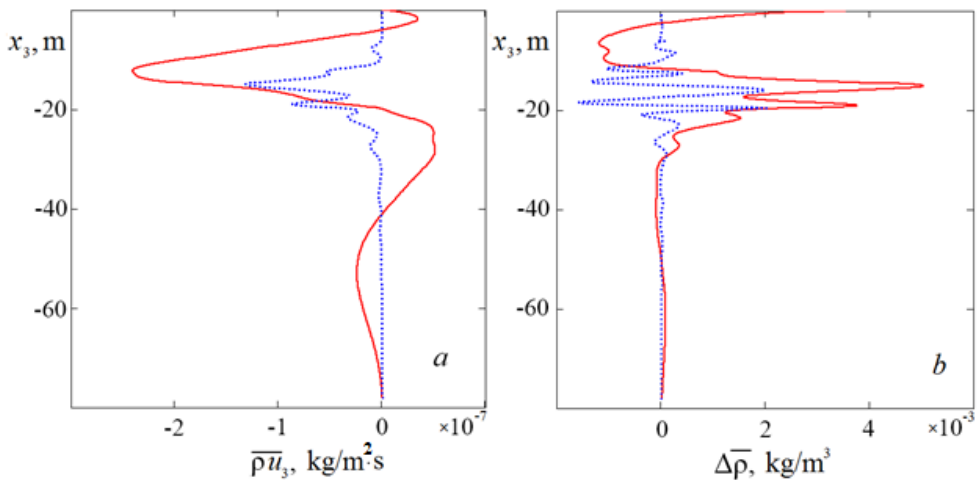 x₃, m
-20
-40
-60
a
-2 -1 0 ×10⁻⁷
ρ̅u̅₃, kg/m²·s
x₃, m
-20
-40
-60
b
0 2 4 ×10⁻³
Δρ̅, kg/m³